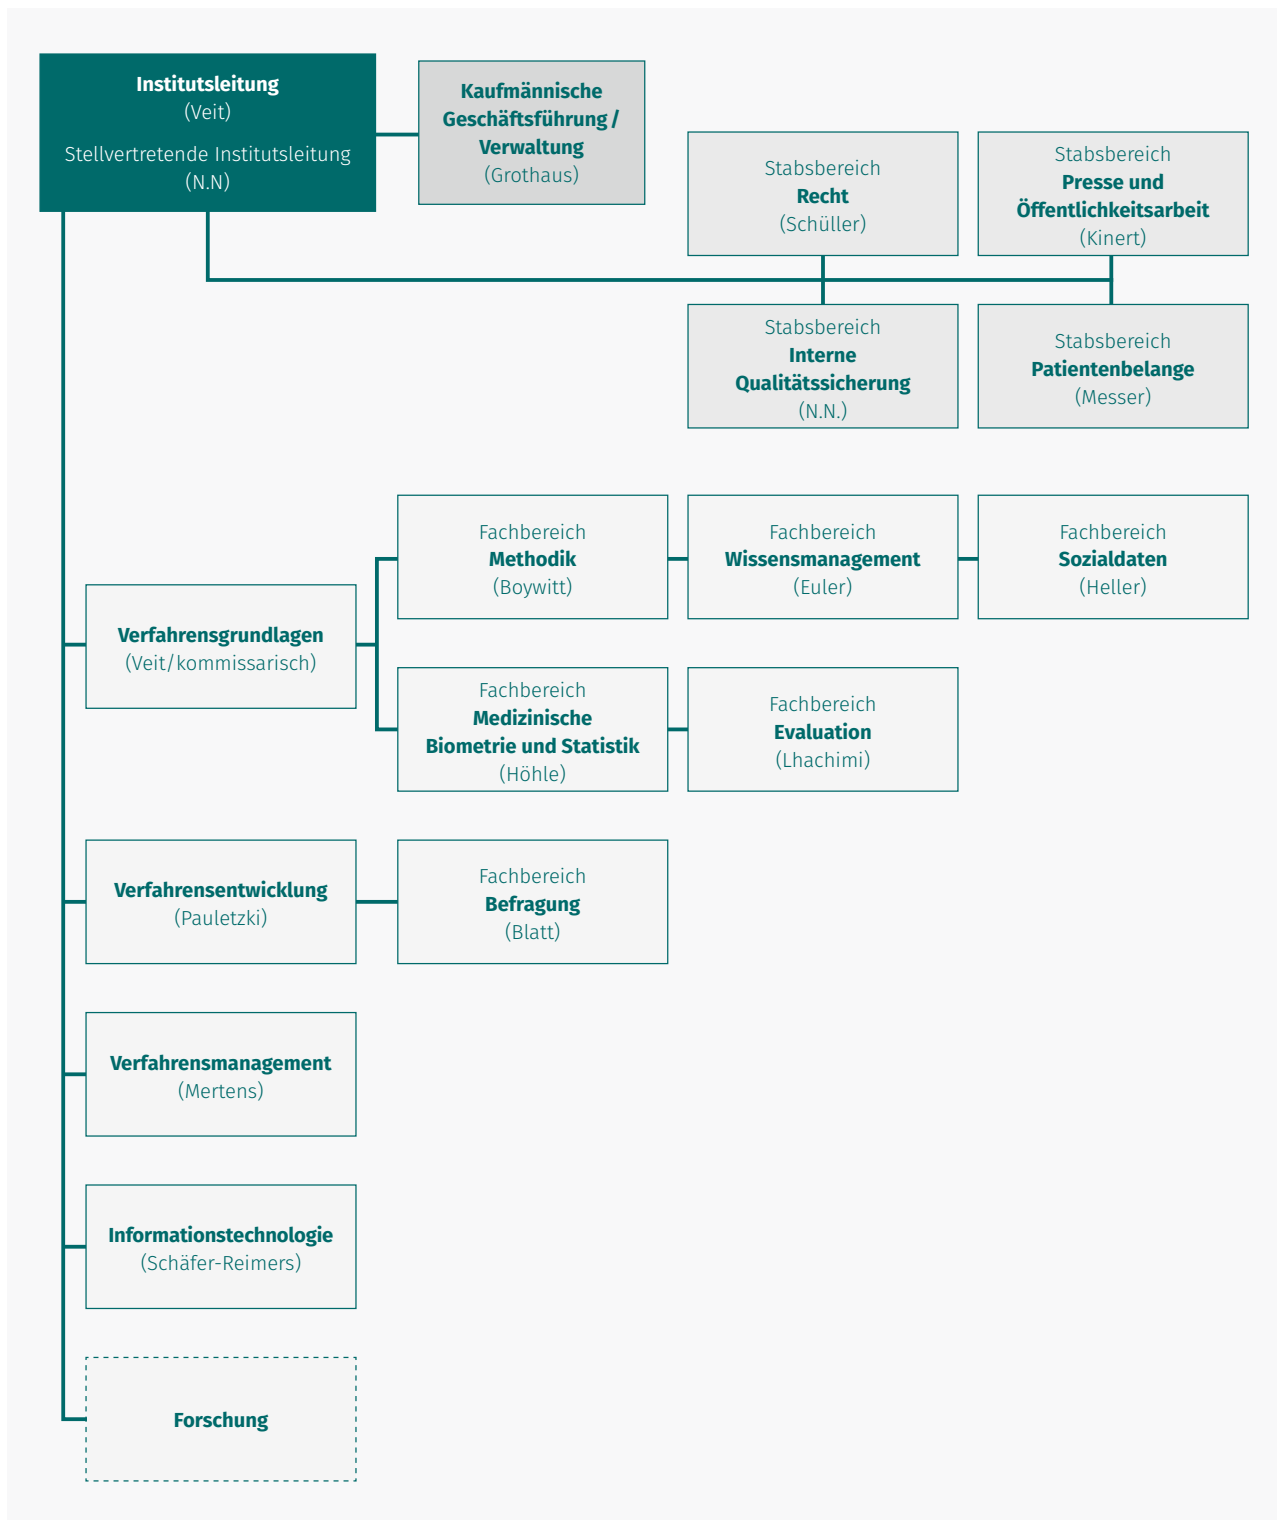 Institutsleitung
(Veit)
Stellvertretende Institutsleitung
(N.N)
Kaufmännische
Geschäftsführung /
Verwaltung
(Grothaus)
Stabsbereich
Recht
(Schüller)
Stabsbereich
Presse und
Öffentlichkeitsarbeit
(Kinert)
Stabsbereich
Interne
Qualitätssicherung
(N.N.)
Stabsbereich
Patientenbelange
(Messer)
Verfahrensgrundlagen
(Veit/kommissarisch)
Fachbereich
Methodik
(Boywitt)
Fachbereich
Wissensmanagement
(Euler)
Fachbereich
Sozialdaten
(Heller)
Fachbereich
Medizinische
Biometrie und Statistik
(Höhle)
Fachbereich
Evaluation
(Lhachimi)
Verfahrensentwicklung
(Pauletzki)
Fachbereich
Befragung
(Blatt)
Verfahrensmanagement
(Mertens)
Informationstechnologie
(Schäfer-Reimers)
Forschung